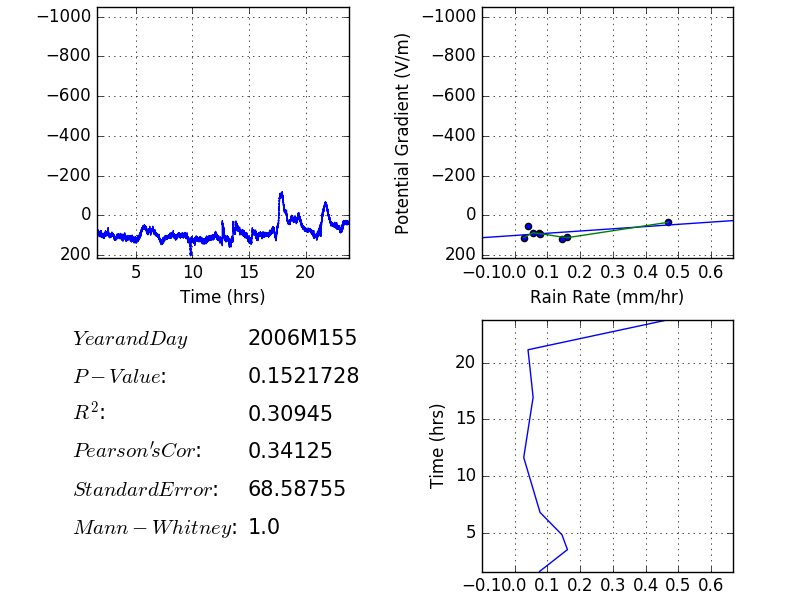 −1000
−800
−600
−400
−200
0
200
5 10 15 20
Time (hrs)
Potential Gradient (V/m)
−1000
−800
−600
−400
−200
0
200
−0.10.0 0.1 0.2 0.3 0.4 0.5 0.6
Rain Rate (mm/hr)
YearandDay 2006M155
P−Value: 0.1521728
R²: 0.30945
Pearson'sCor: 0.34125
StandardError: 68.58755
Mann−Whitney: 1.0
Time (hrs)
20
15
10
5
−0.10.0 0.1 0.2 0.3 0.4 0.5 0.6